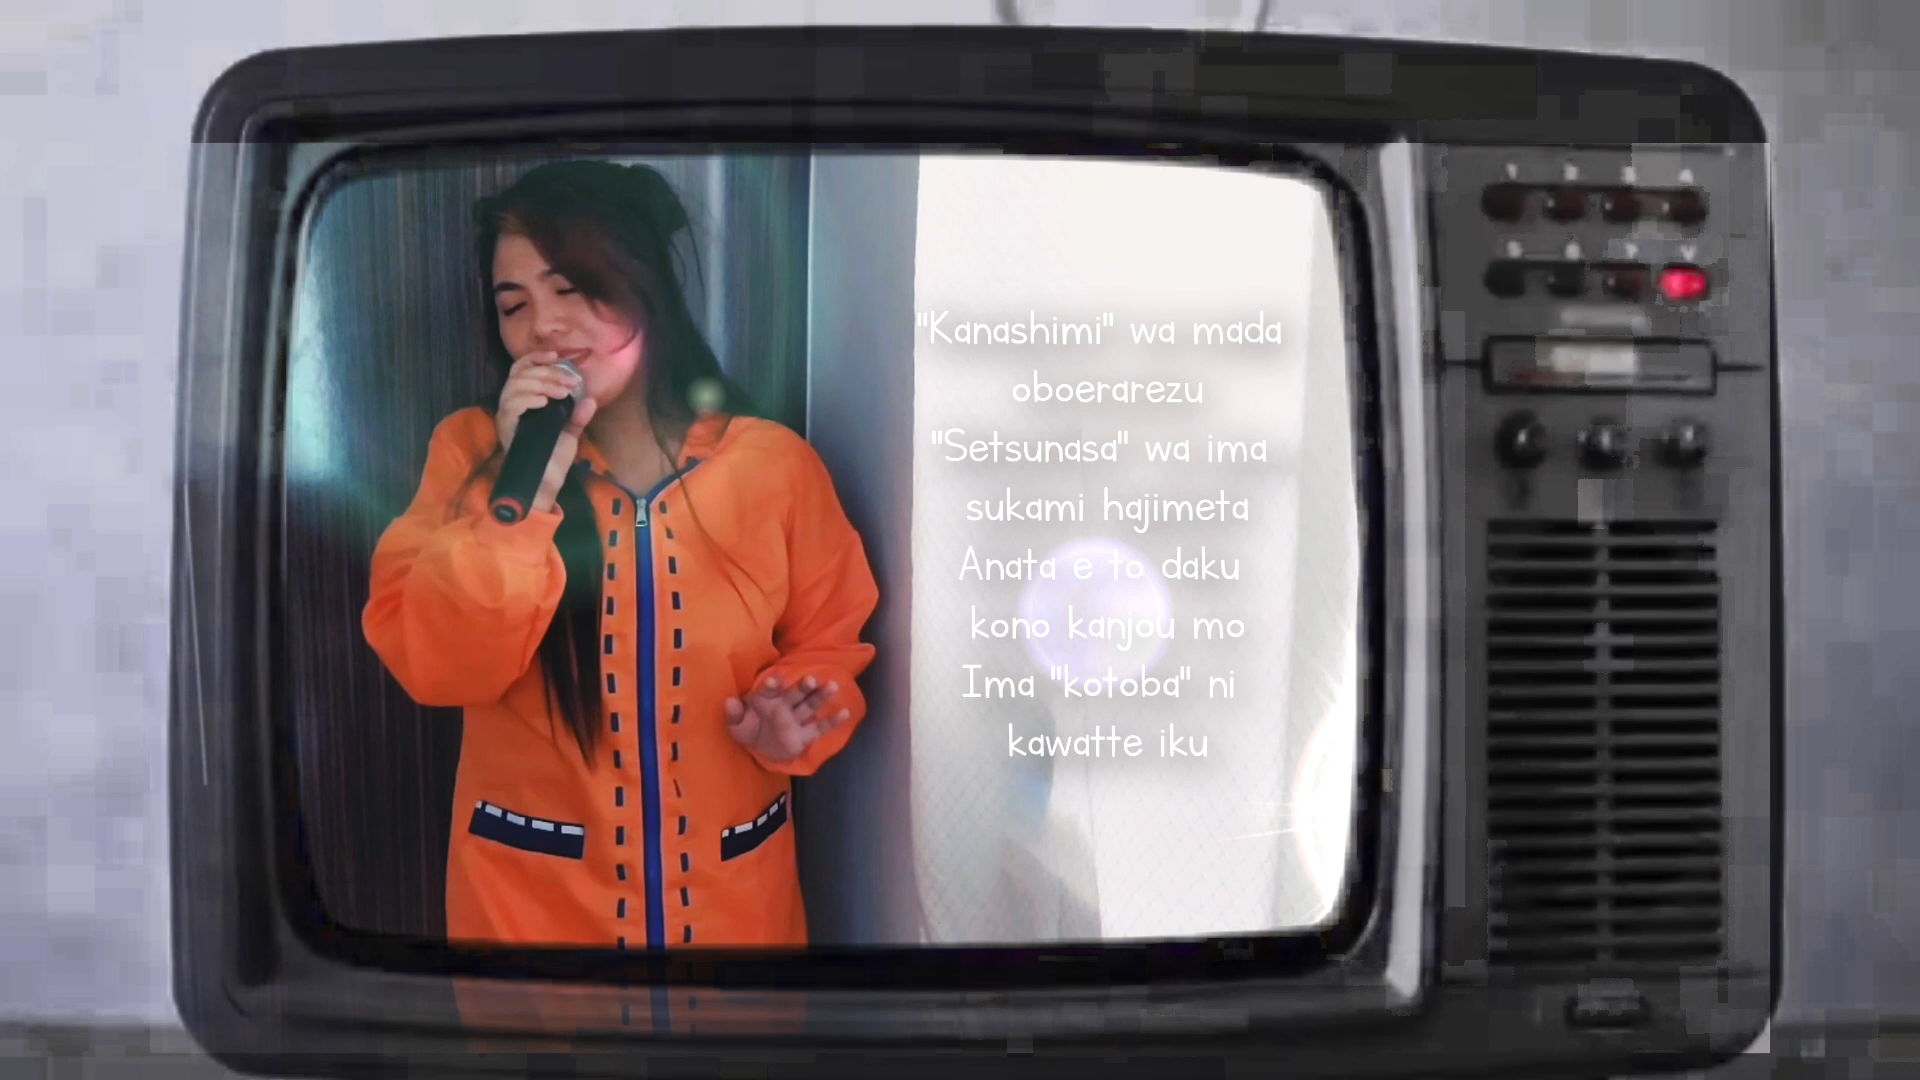 "Kanashimi" wa mada
oboerarezu
"Setsunasa" wa ima
sukami hajimeta
Anata e to daku
kono kanjou mo
Ima "kotoba" ni
kawatte iku